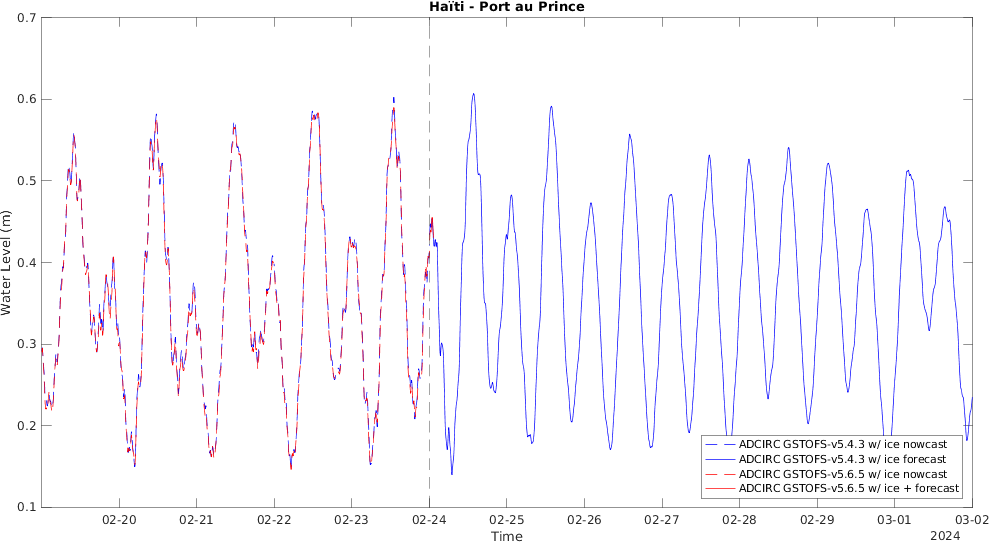 Haïti - Port au Prince
0.7
0.6
0.5
0.4
0.3
0.2
0.1
Water Level (m)
ADCIRC GSTOFS-v5.4.3 w/ ice nowcast
ADCIRC GSTOFS-v5.4.3 w/ ice forecast
ADCIRC GSTOFS-v5.6.5 w/ ice nowcast
ADCIRC GSTOFS-v5.6.5 w/ ice + forecast
02-20 02-21 02-22 02-23 02-24 02-25 02-26 02-27 02-28 02-29 03-01 03-02
Time
2024